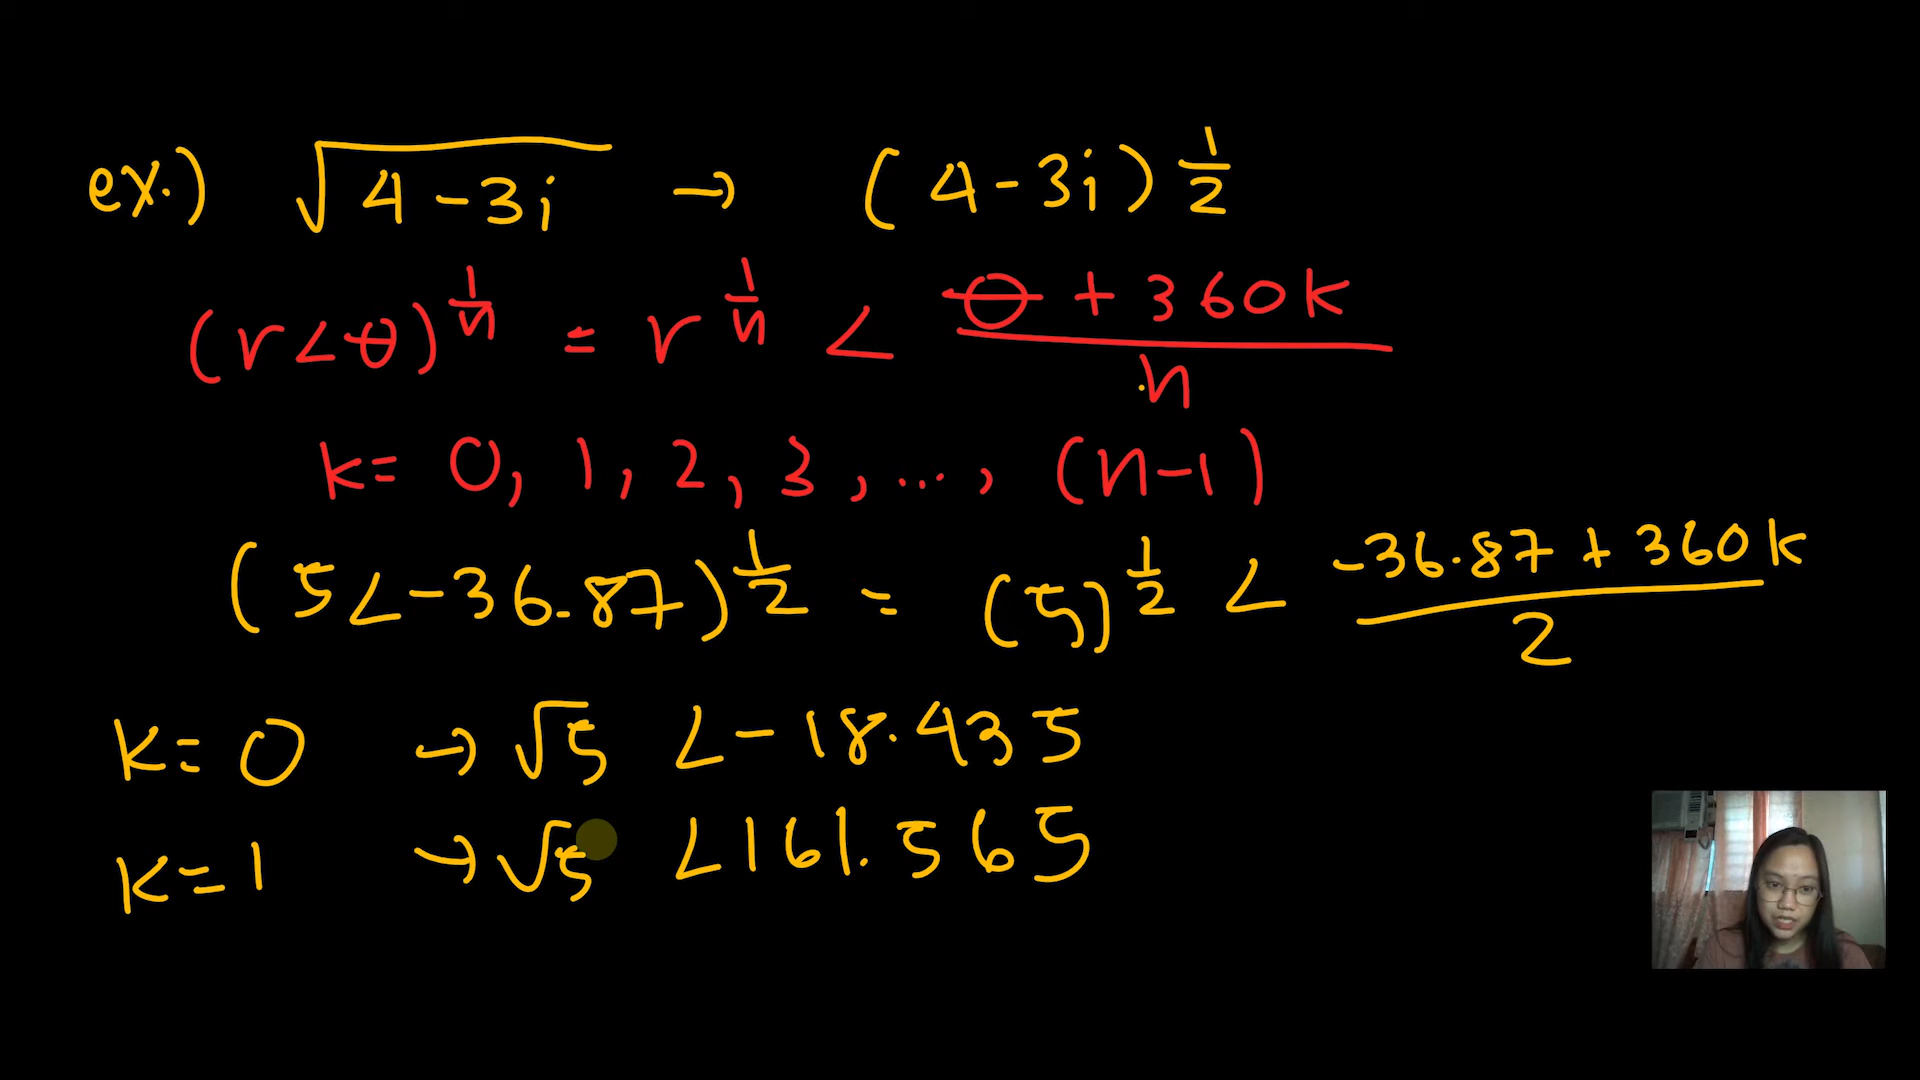 ex.) √4-3i → (4-3i)^1/2
(r∠θ)^1/n = r^1/n ∠ θ + 360k / n
k= 0, 1, 2, 3, ..., (n-1)
(5∠-36.87)^1/2 = (5)^1/2 ∠ -36.87 + 360k / 2
k=0 → √5 ∠-18.435
k=1 → √5 ∠161.565